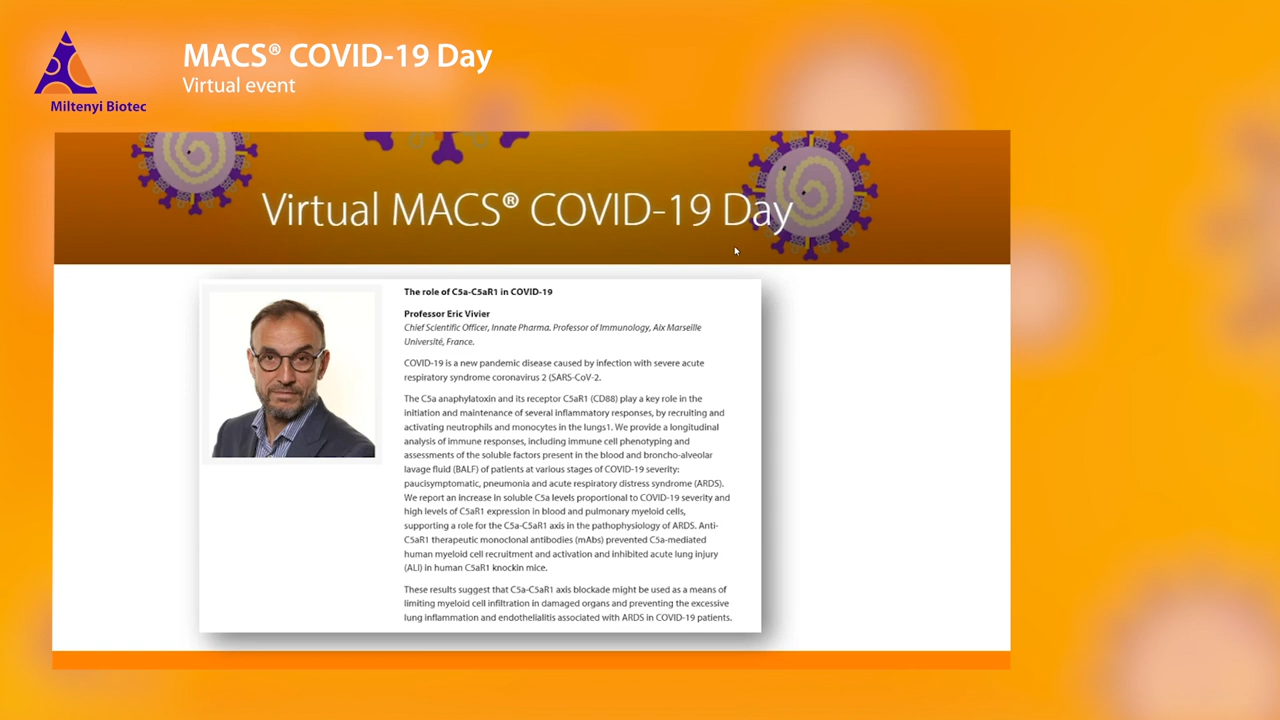 MACS® COVID-19 Day
Virtual event
Miltenyi Biotec
Virtual MACS® COVID-19 Day
The role of C5a-C5aR1 in COVID-19
Professor Eric Vivier
Chief Scientific Officer, Innate Pharma. Professor of Immunology, Aix Marseille
Université, France.
COVID-19 is a new pandemic disease caused by infection with severe acute
respiratory syndrome coronavirus 2 (SARS-CoV-2.
The C5a anaphylatoxin and its receptor C5aR1 (CD88) play a key role in the
initiation and maintenance of several inflammatory responses, by recruiting and
activating neutrophils and monocytes in the lungs1. We provide a longitudinal
analysis of immune responses, including immune cell phenotyping and
assessments of the soluble factors present in the blood and broncho-alveolar
lavage fluid (BALF) of patients at various stages of COVID-19 severity:
paucisymptomatic, pneumonia and acute respiratory distress syndrome (ARDS).
We report an increase in soluble C5a levels proportional to COVID-19 severity and
high levels of C5aR1 expression in blood and pulmonary myeloid cells,
supporting a role for the C5a-C5aR1 axis in the pathophysiology of ARDS. Anti-
C5aR1 therapeutic monoclonal antibodies (mAbs) prevented C5a-mediated
human myeloid cell recruitment and activation and inhibited acute lung injury
(ALI) in human C5aR1 knockin mice.
These results suggest that C5a-C5aR1 axis blockade might be used as a means of
limiting myeloid cell infiltration in damaged organs and preventing the excessive
lung inflammation and endothelialitis associated with ARDS in COVID-19 patients.